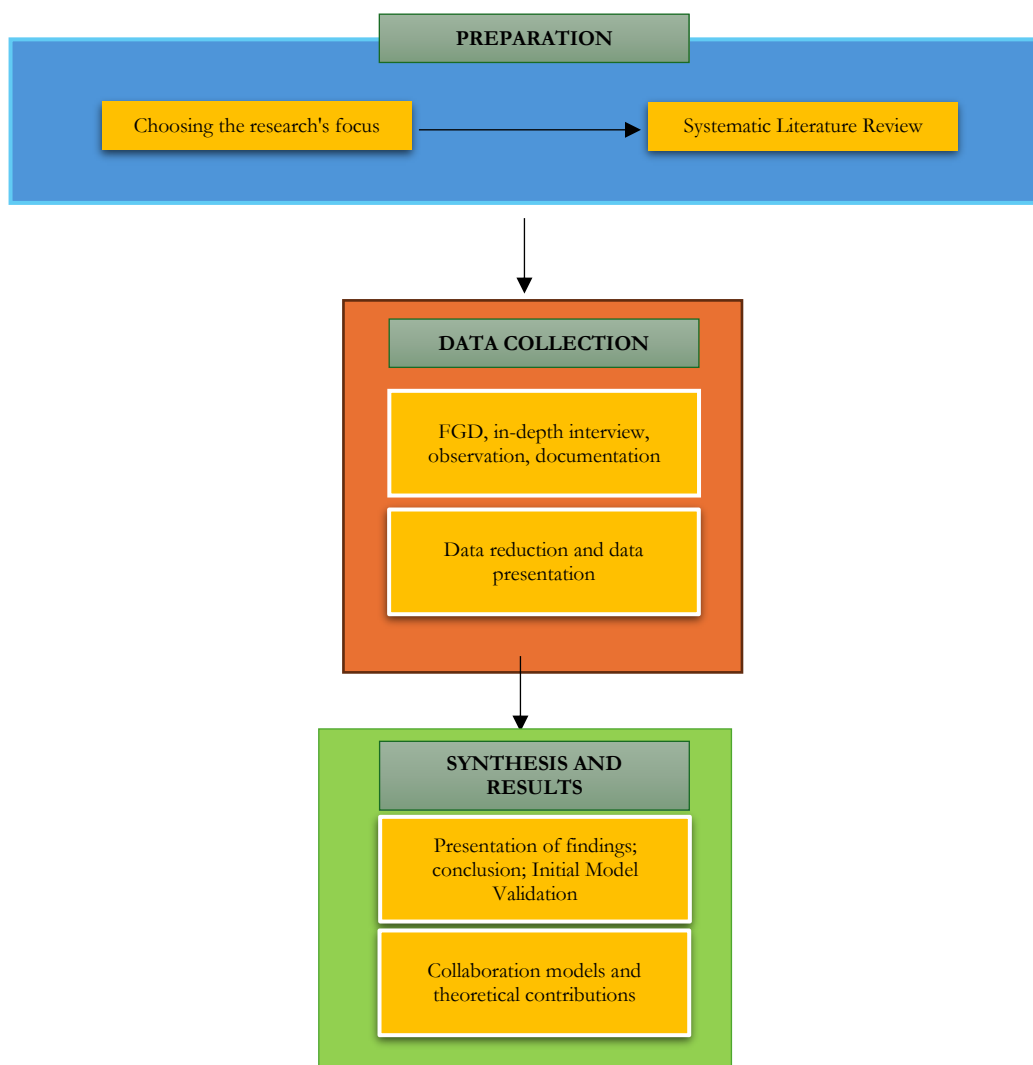 PREPARATION
Choosing the research's focus
Systematic Literature Review
DATA COLLECTION
FGD, in-depth interview,
observation, documentation
Data reduction and data
presentation
SYNTHESIS AND
RESULTS
Presentation of findings;
conclusion; Initial Model
Validation
Collaboration models and
theoretical contributions